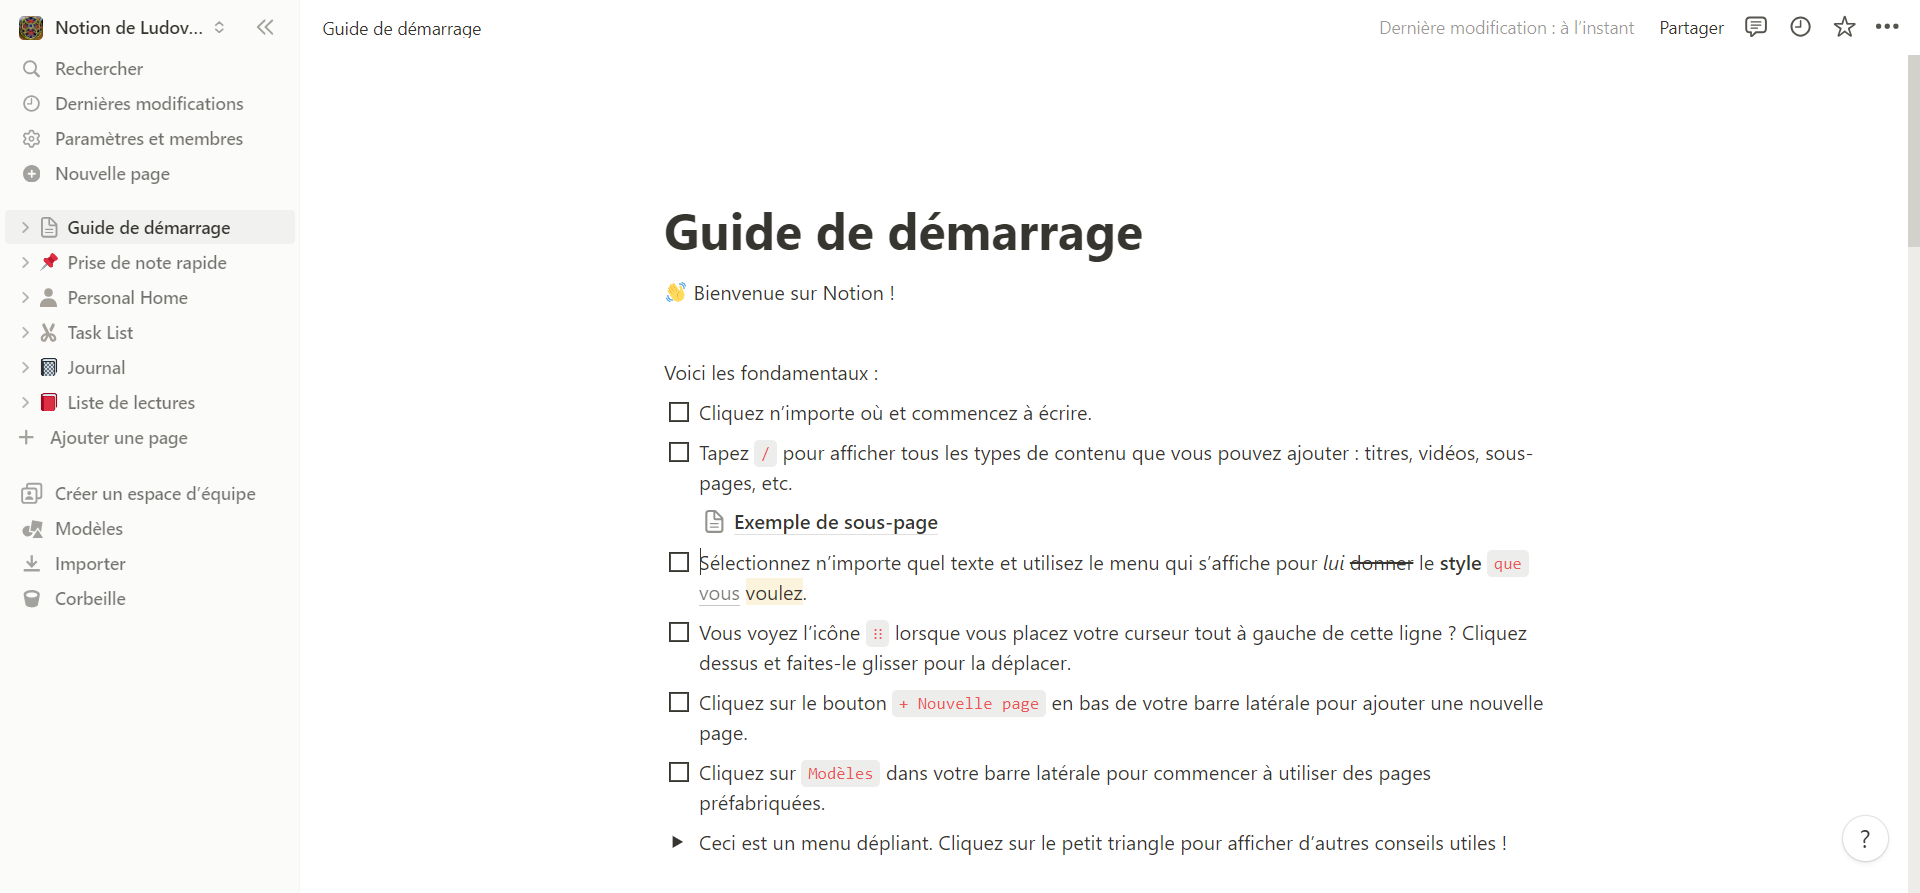 Notion de Ludov...
Rechercher
Dernières modifications
Paramètres et membres
Nouvelle page
Guide de démarrage
Prise de note rapide
Personal Home
Task List
Journal
Liste de lectures
Ajouter une page
Créer un espace d’équipe
Modèles
Importer
Corbeille
Guide de démarrage
Dernière modification : à l’instant
Partager
Guide de démarrage
👋 Bienvenue sur Notion !
Voici les fondamentaux :
Cliquez n’importe où et commencez à écrire.
Tapez / pour afficher tous les types de contenu que vous pouvez ajouter : titres, vidéos, sous-
pages, etc.
Exemple de sous-page
Sélectionnez n’importe quel texte et utilisez le menu qui s’affiche pour lui donner le style que
vous voulez.
Vous voyez l’icône ⠿ lorsque vous placez votre curseur tout à gauche de cette ligne ? Cliquez
dessus et faites-le glisser pour la déplacer.
Cliquez sur le bouton + Nouvelle page en bas de votre barre latérale pour ajouter une nouvelle
page.
Cliquez sur Modèles dans votre barre latérale pour commencer à utiliser des pages
préfabriquées.
Ceci est un menu dépliant. Cliquez sur le petit triangle pour afficher d’autres conseils utiles !
?